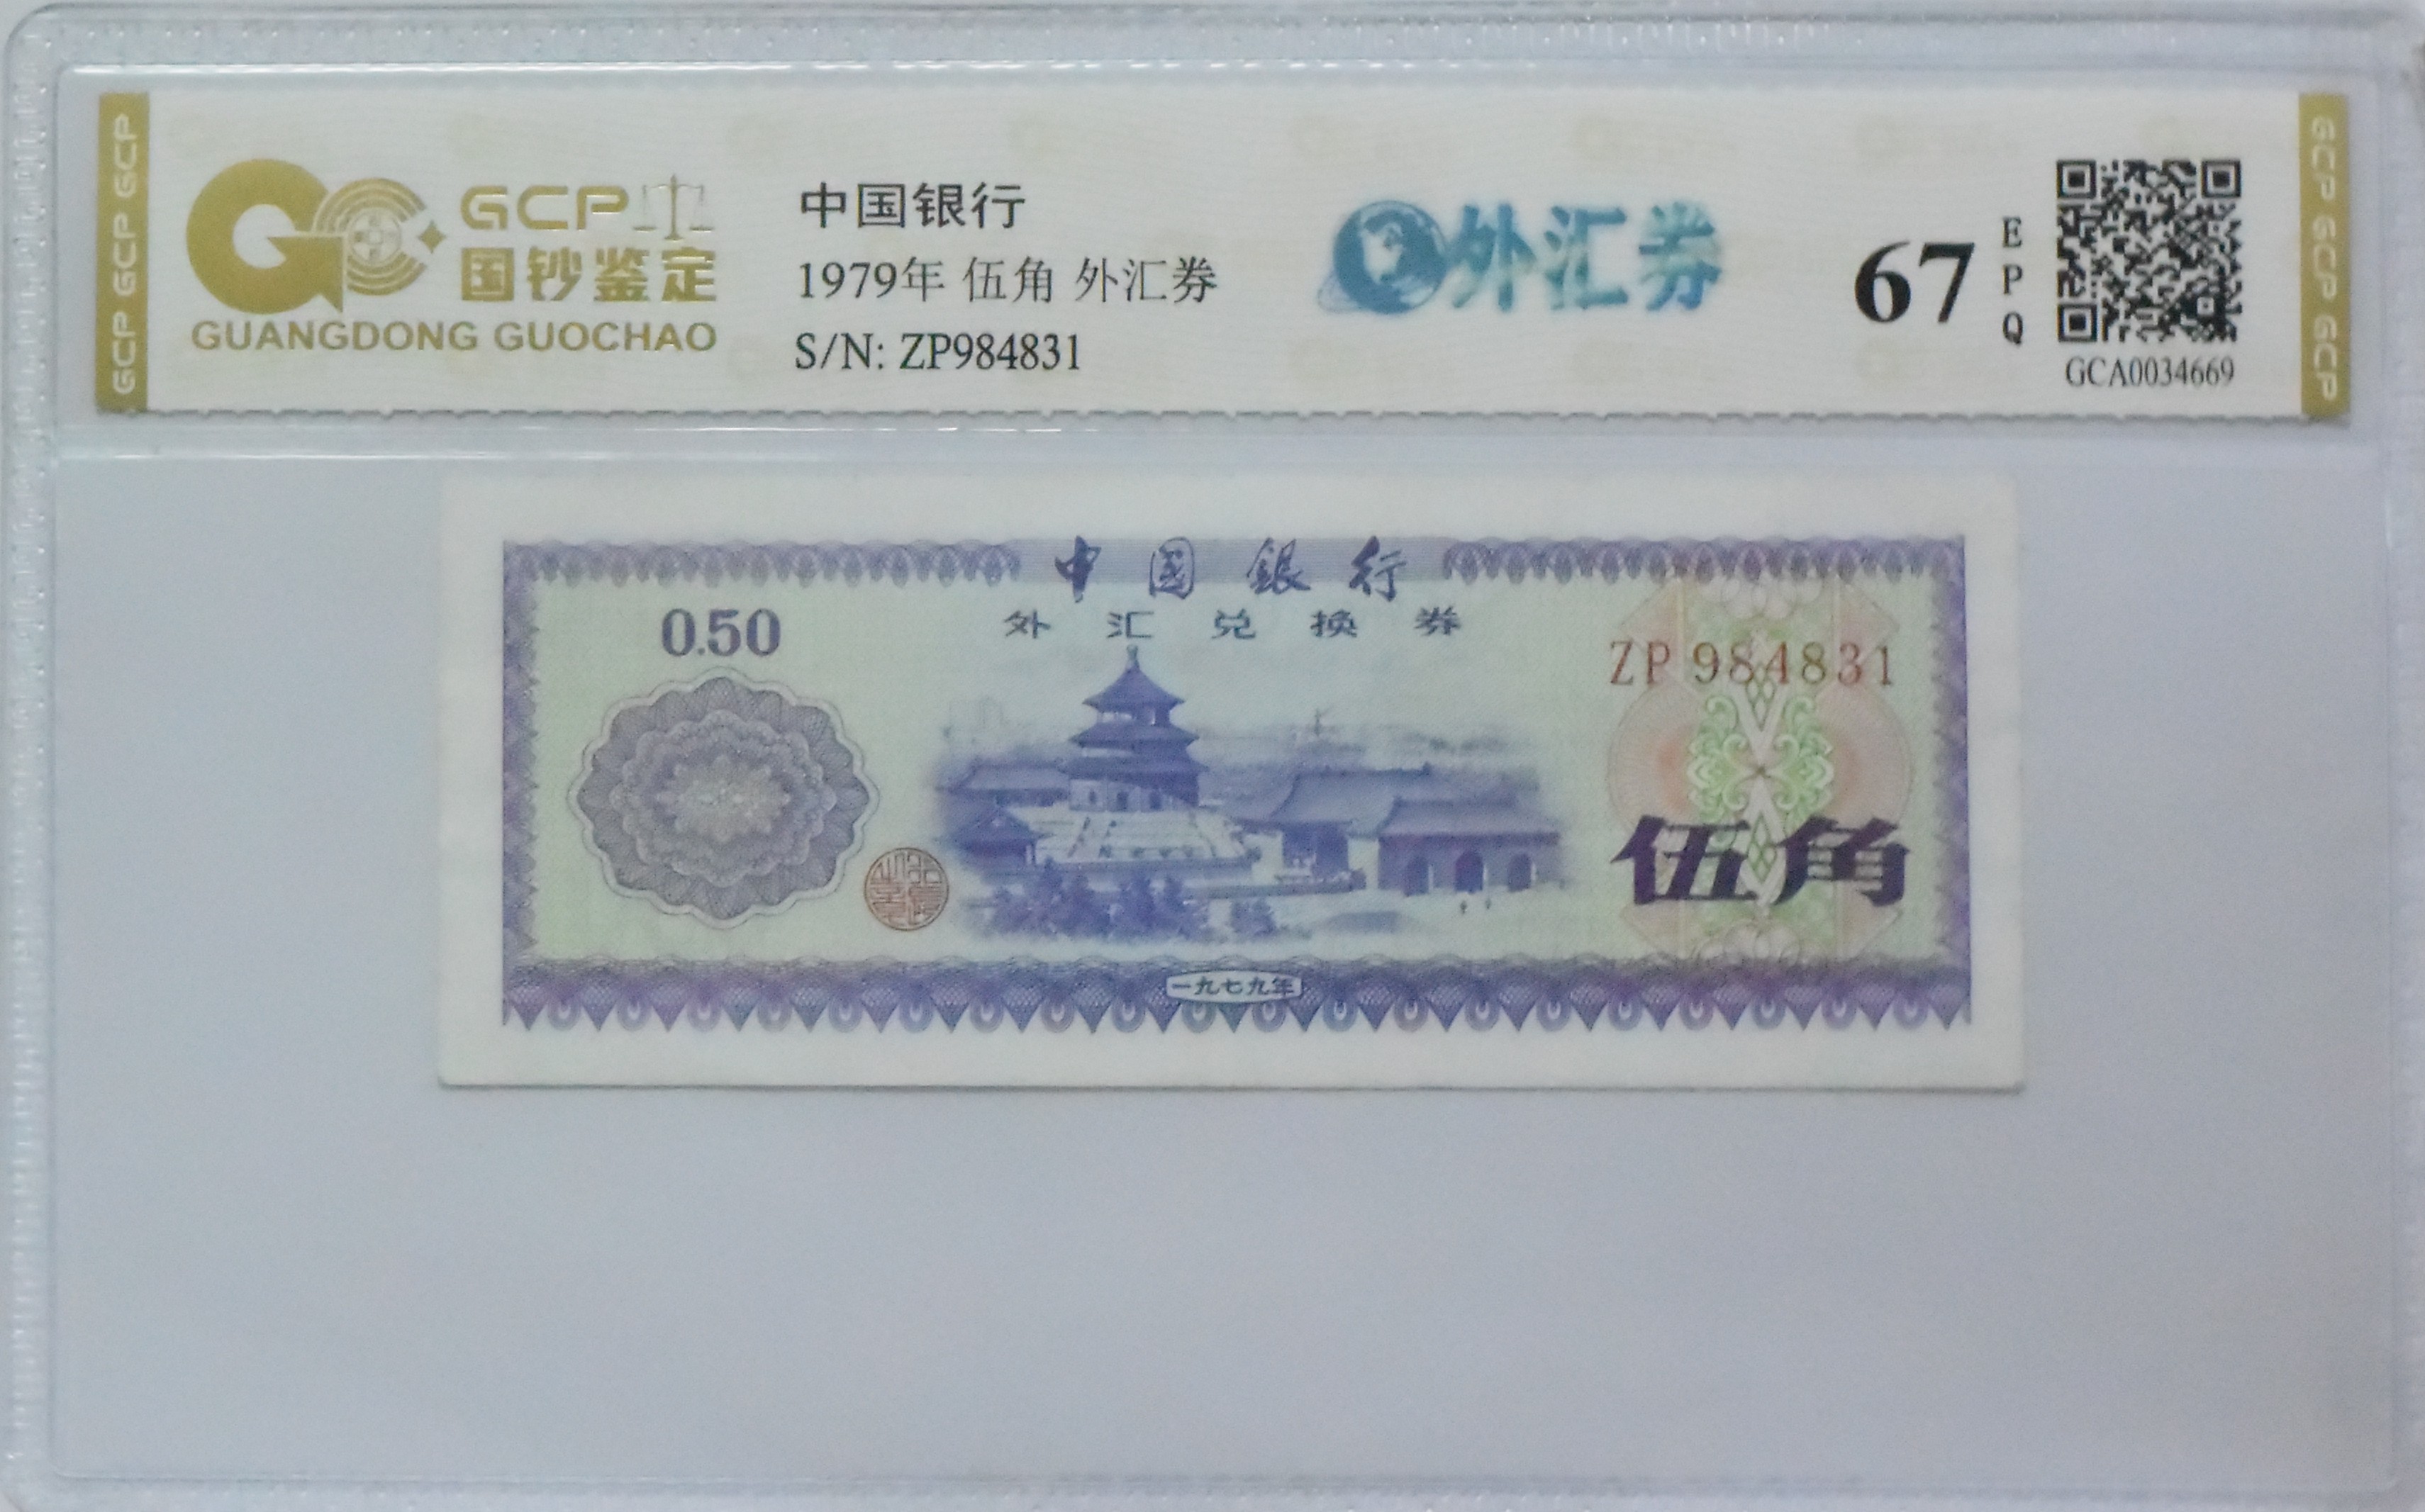 GCP GCP GCP
GCP
国钞鉴定
GUANGDONG GUOCHAO
中国银行
1979年 伍角 外汇券
S/N: ZP984831
外汇券
67
E
P
Q
GCA0034669
GCP GCP GCP
中國銀行
0.50
外汇兑换券
ZP 984831
伍角
一九七九年